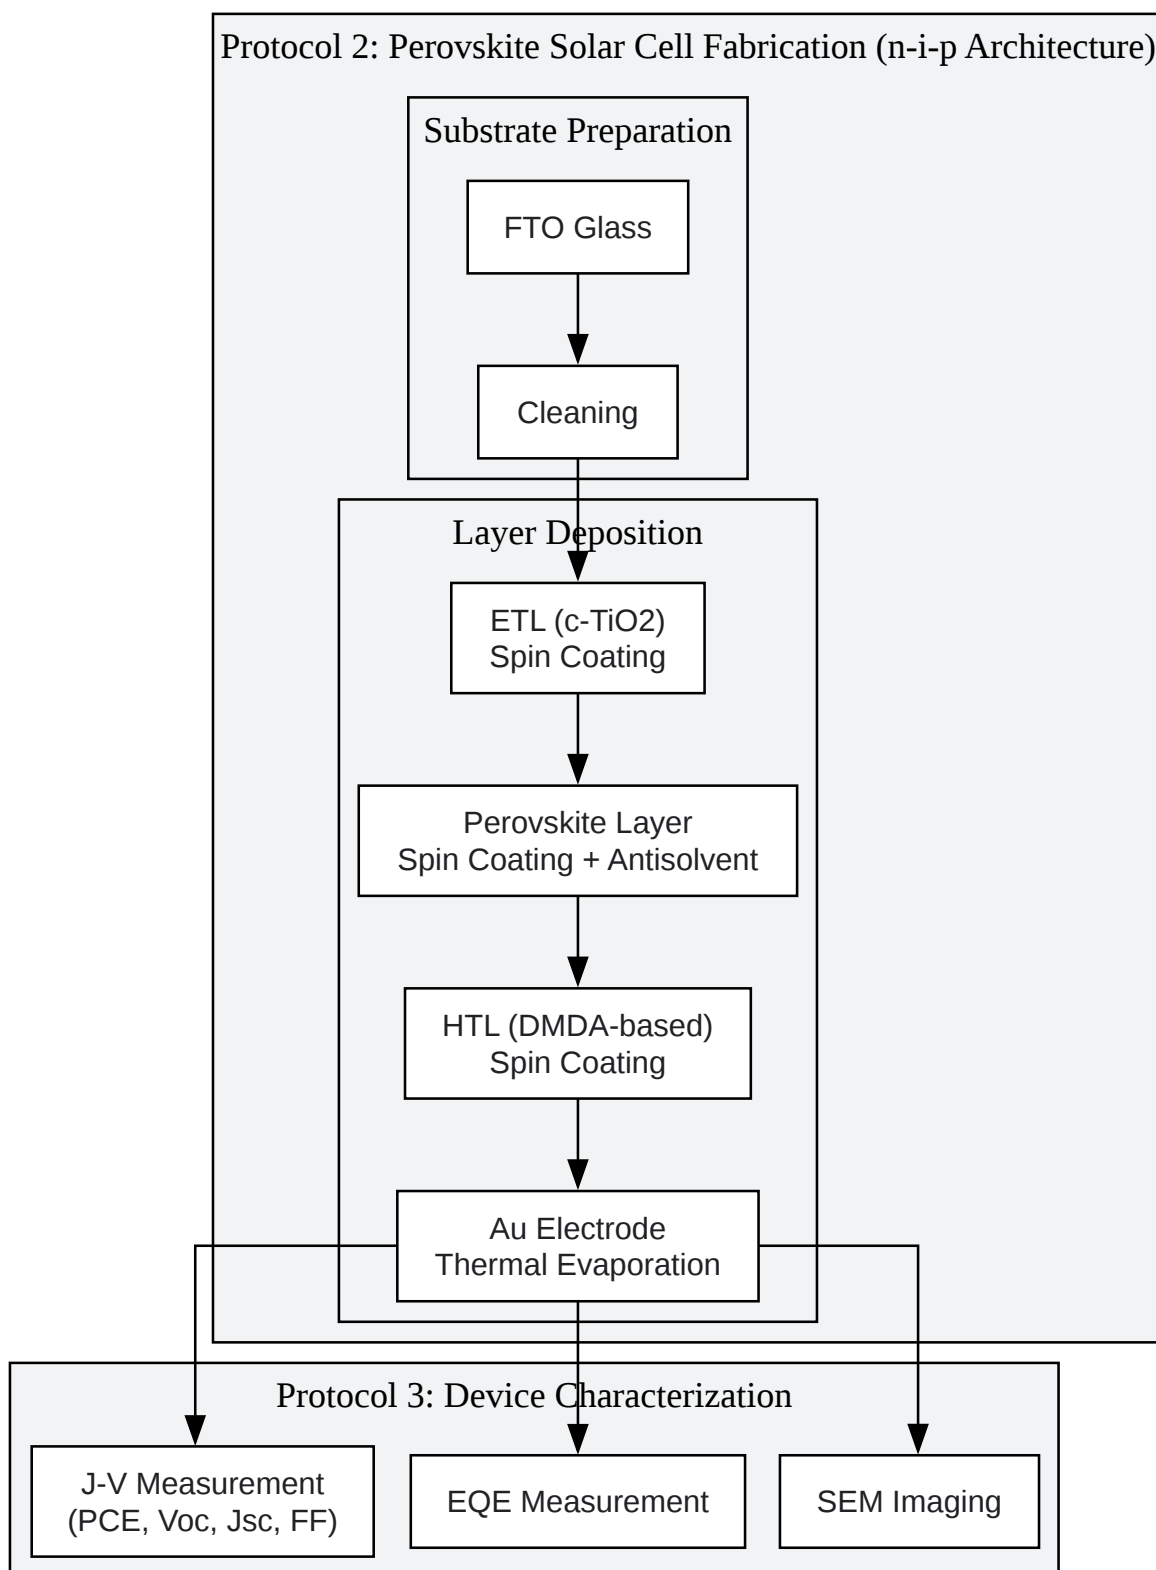 Protocol 2: Perovskite Solar Cell Fabrication (n-i-p Architecture)
Substrate Preparation
FTO Glass
Cleaning
Layer Deposition
ETL (c-TiO2)
Spin Coating
Perovskite Layer
Spin Coating + Antisolvent
HTL (DMDA-based)
Spin Coating
Au Electrode
Thermal Evaporation
Protocol 3: Device Characterization
J-V Measurement
(PCE, Voc, Jsc, FF)
EQE Measurement
SEM Imaging